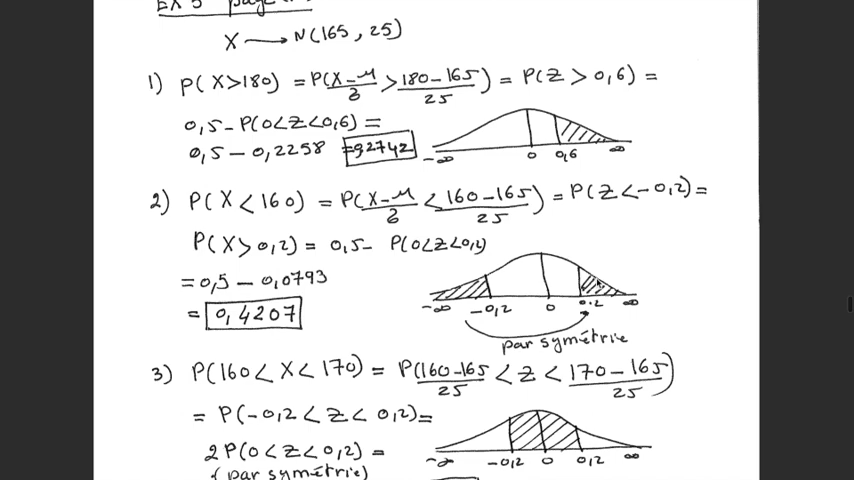 EX 5 page
X → N(165, 25)
1) P(X>180) = P(X-μ/σ > 180-165/25) = P(Z > 0,6) =
0,5 - P(0<Z<0,6) =
0,5 - 0,2258 = 0,2742
-∞ 0 0,6 ∞
2) P(X < 160) = P(X-μ/σ < 160-165/25) = P(Z < -0,2) =
P(X > 0,2) = 0,5 - P(0<Z<0,2)
= 0,5 - 0,0793
= 0,4207
-∞ -0,2 0 0.2 ∞
par symétrie
3) P(160 < X < 170) = P(160-165/25 < Z < 170-165/25)
= P(-0,2 < Z < 0,2) =
2P(0 < Z < 0,2) =
(par symétrie)
-∞ -0,2 0 0,2 ∞